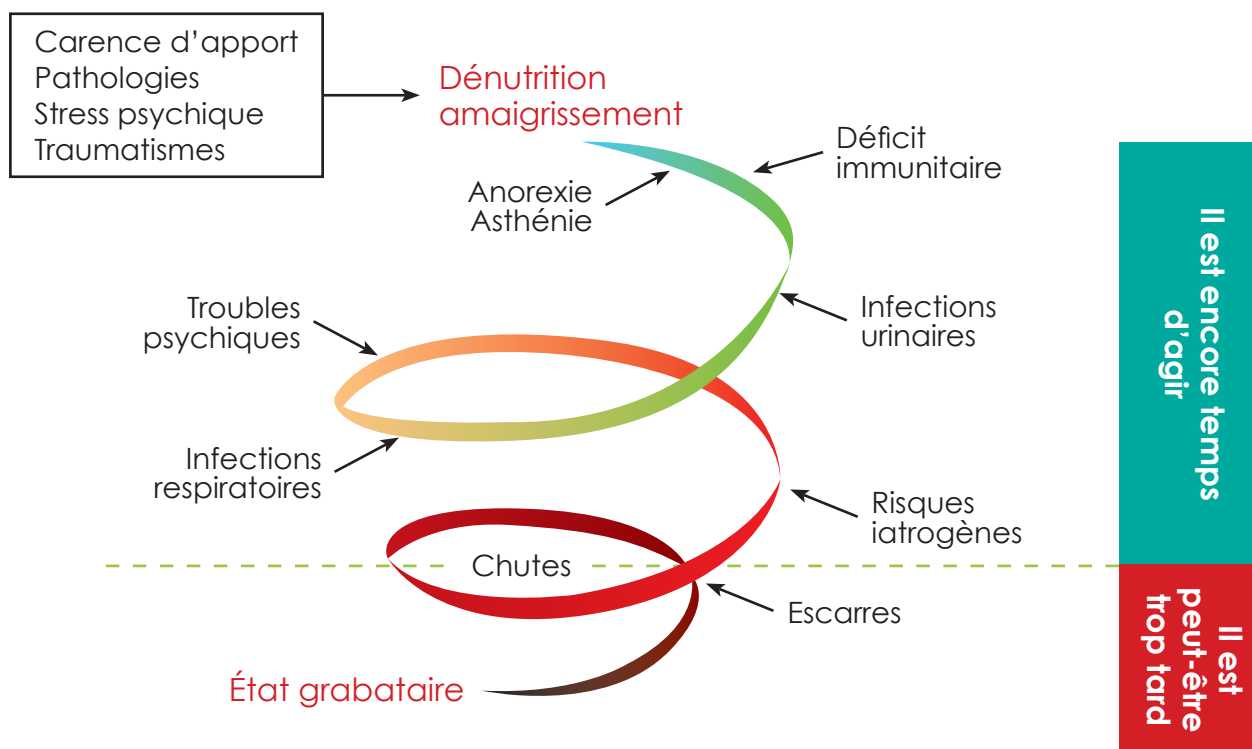 Carence d'apport
Pathologies
Stress psychique
Traumatismes
Dénutrition
amaigrissement
Déficit
immunitaire
Anorexie
Asthénie
Infections
urinaires
Troubles
psychiques
Infections
respiratoires
Risques
iatrogènes
Chutes
Escarres
État grabataire
Il est encore temps
d'agir
Il est
peut-être
trop tard